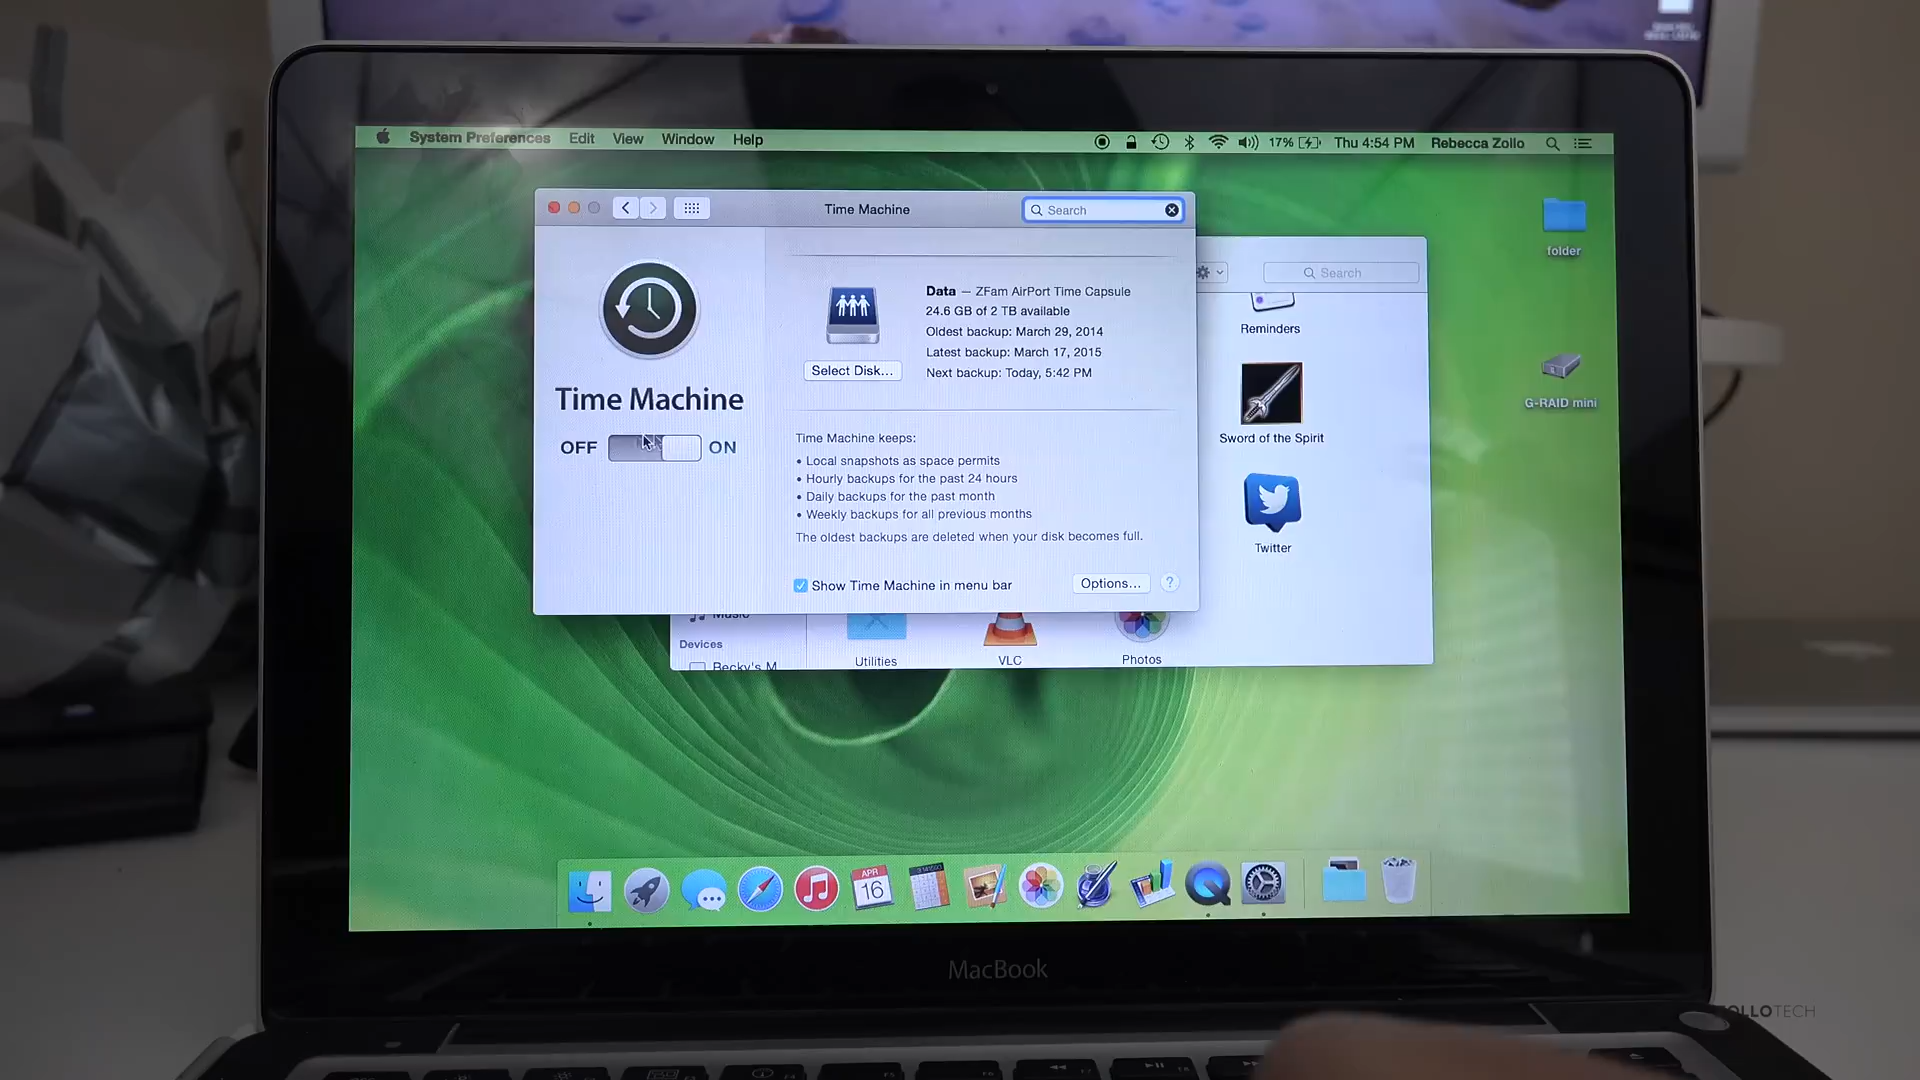 System Preferences Edit View Window Help
17% Thu 4:54 PM Rebecca Zollo
Time Machine
Search
folder
Search
Data — ZFam AirPort Time Capsule
24.6 GB of 2 TB available
Oldest backup: March 29, 2014
Latest backup: March 17, 2015
Next backup: Today, 5:42 PM
Select Disk...
Reminders
Time Machine
G-RAID mini
OFF ON
Sword of the Spirit
Time Machine keeps:
• Local snapshots as space permits
• Hourly backups for the past 24 hours
• Daily backups for the past month
• Weekly backups for all previous months
The oldest backups are deleted when your disk becomes full.
Twitter
Show Time Machine in menu bar
Options...
?
Music
Devices
Becky's M
Utilities
VLC
Photos
APR
16
MacBook
OLLOTECH